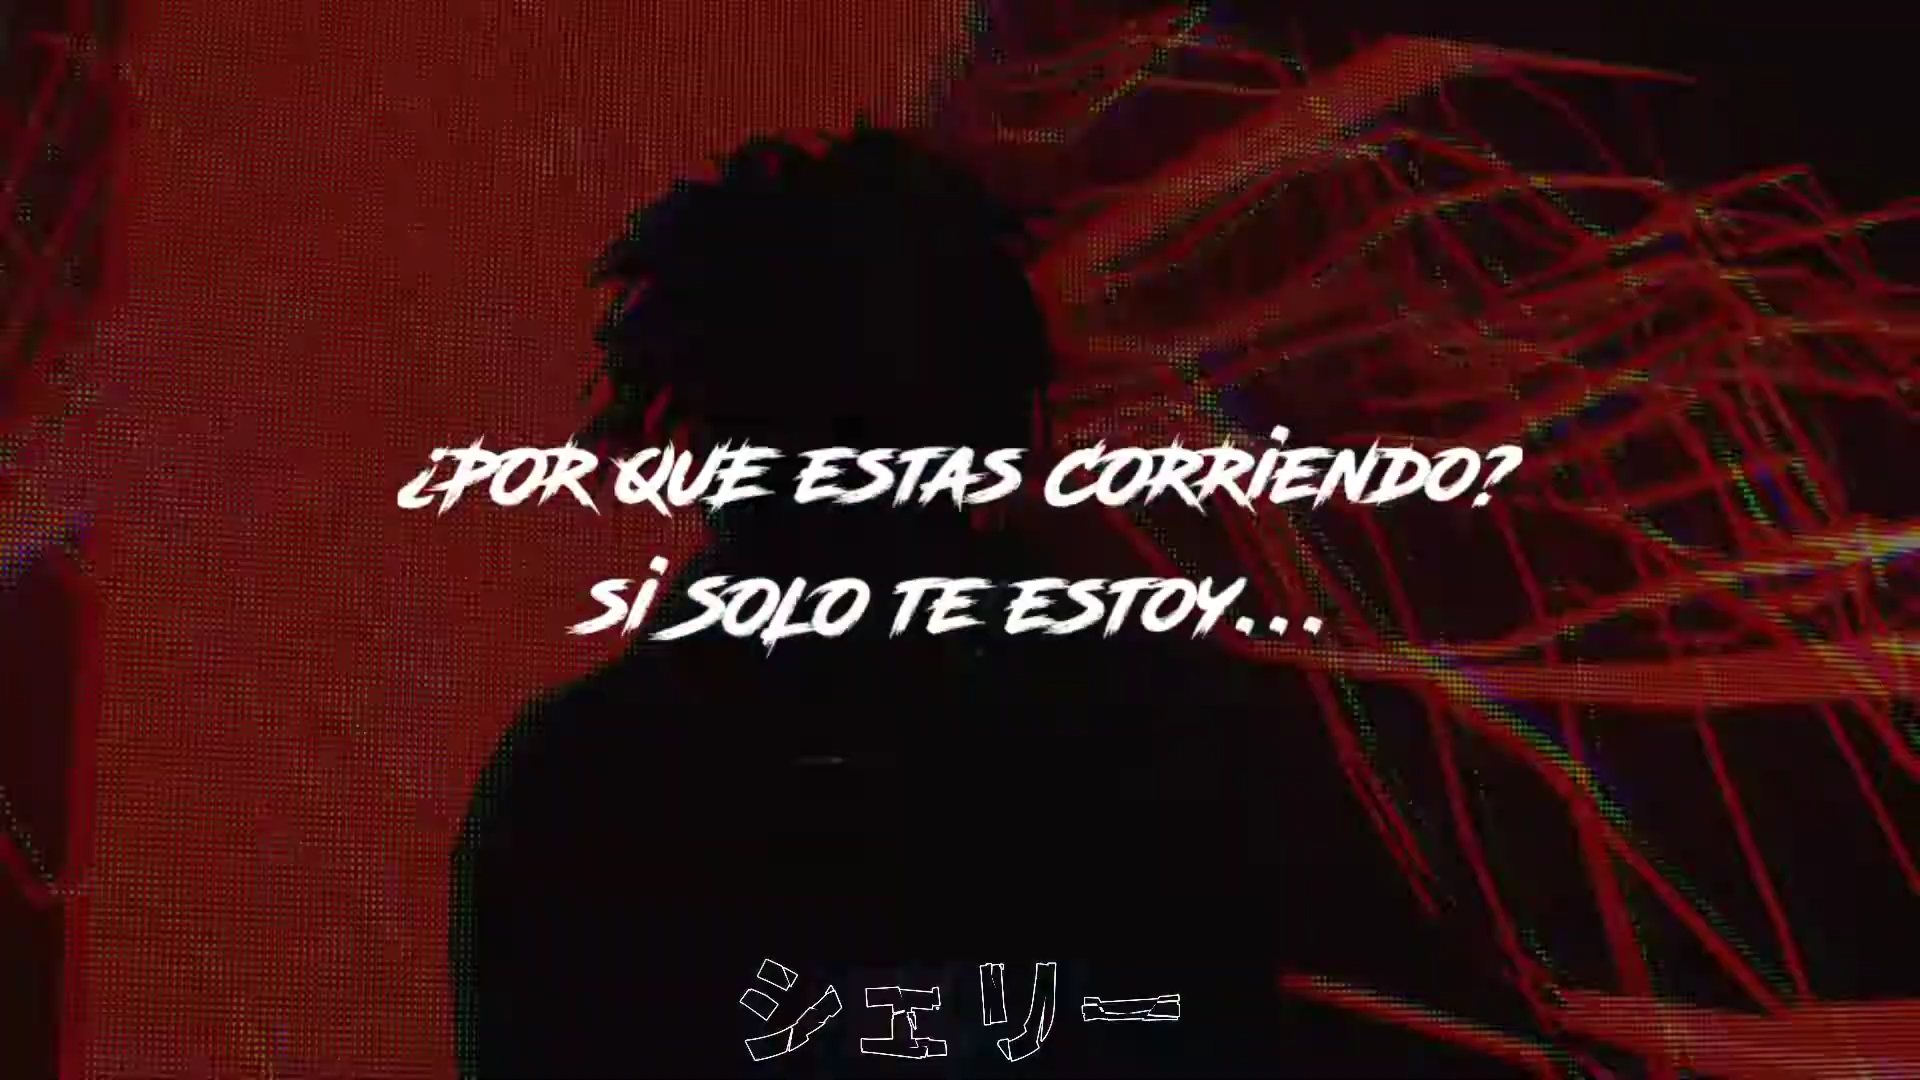 ¿POR QUE ESTAS CORRIENDO?
SI SOLO TE ESTOY...
シェリー